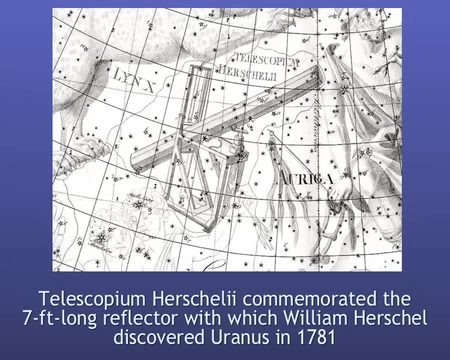 TELESCOPIUM
HERSCHELII
LYNX
AURIGA
Telescopium Herschelii commemorated the
7-ft-long reflector with which William Herschel
discovered Uranus in 1781